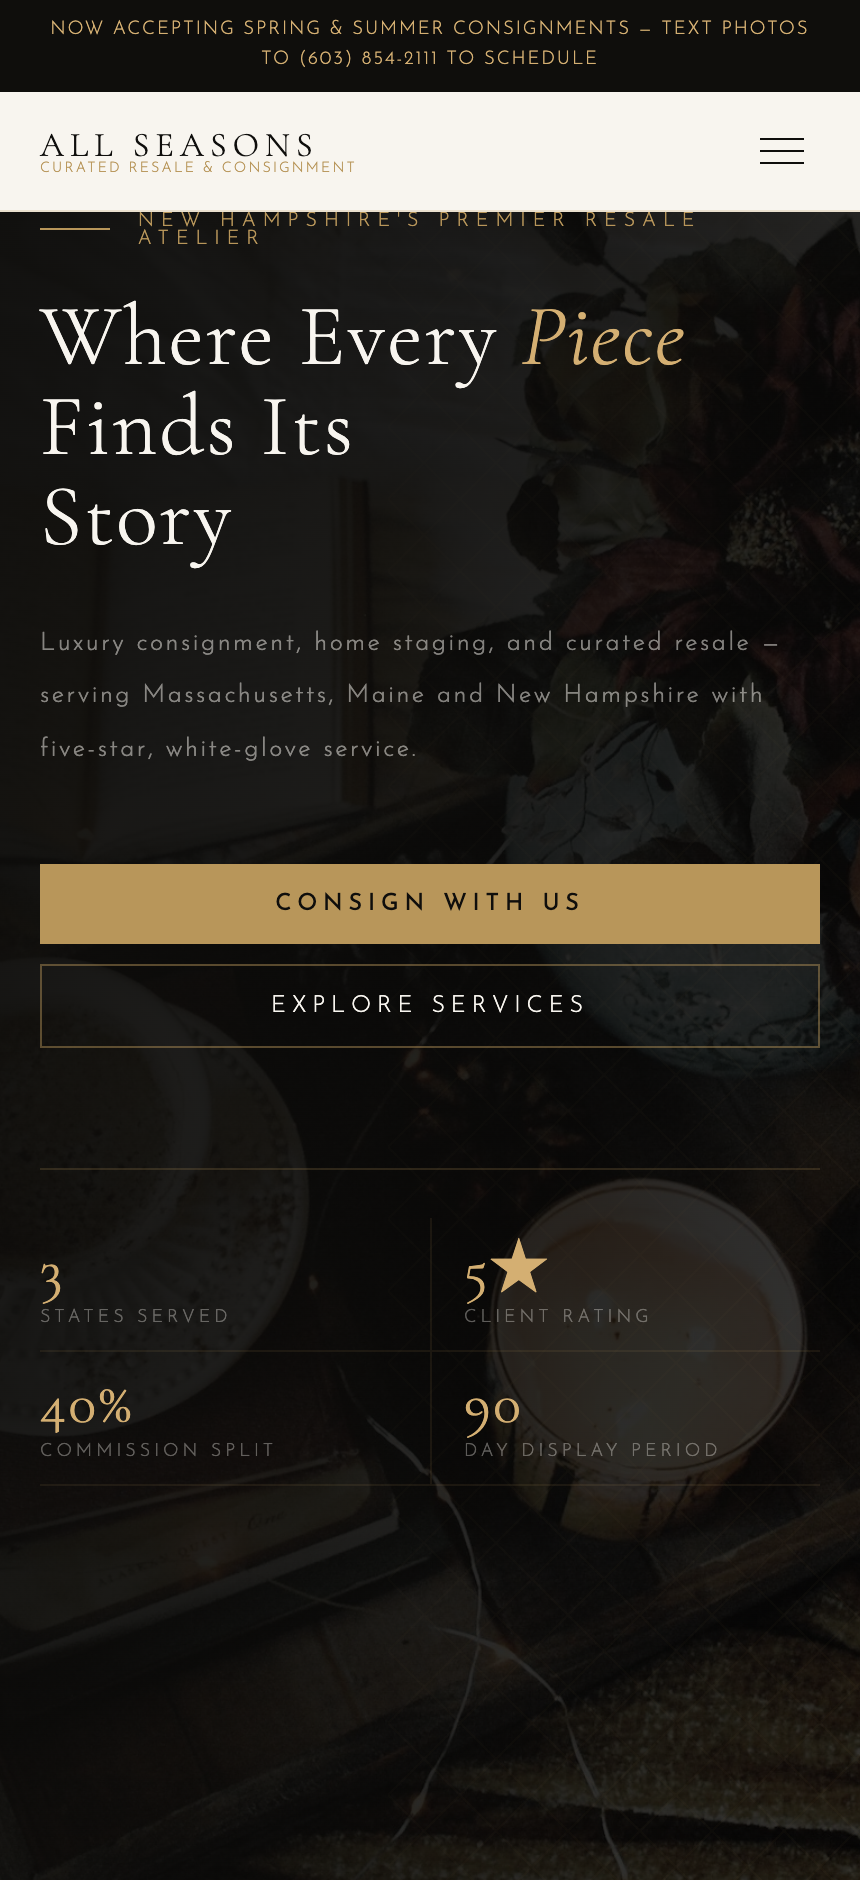 NOW ACCEPTING SPRING & SUMMER CONSIGNMENTS – TEXT PHOTOS
TO (603) 854-2111 TO SCHEDULE
ALL SEASONS
CURATED RESALE & CONSIGNMENT
NEW HAMPSHIRE'S PREMIER RESALE
ATELIER
Where Every Piece
Finds Its
Story
Luxury consignment, home staging, and curated resale –
serving Massachusetts, Maine and New Hampshire with
five-star, white-glove service.
CONSIGN WITH US
EXPLORE SERVICES
3
STATES SERVED
5★
CLIENT RATING
40%
COMMISSION SPLIT
90
DAY DISPLAY PERIOD